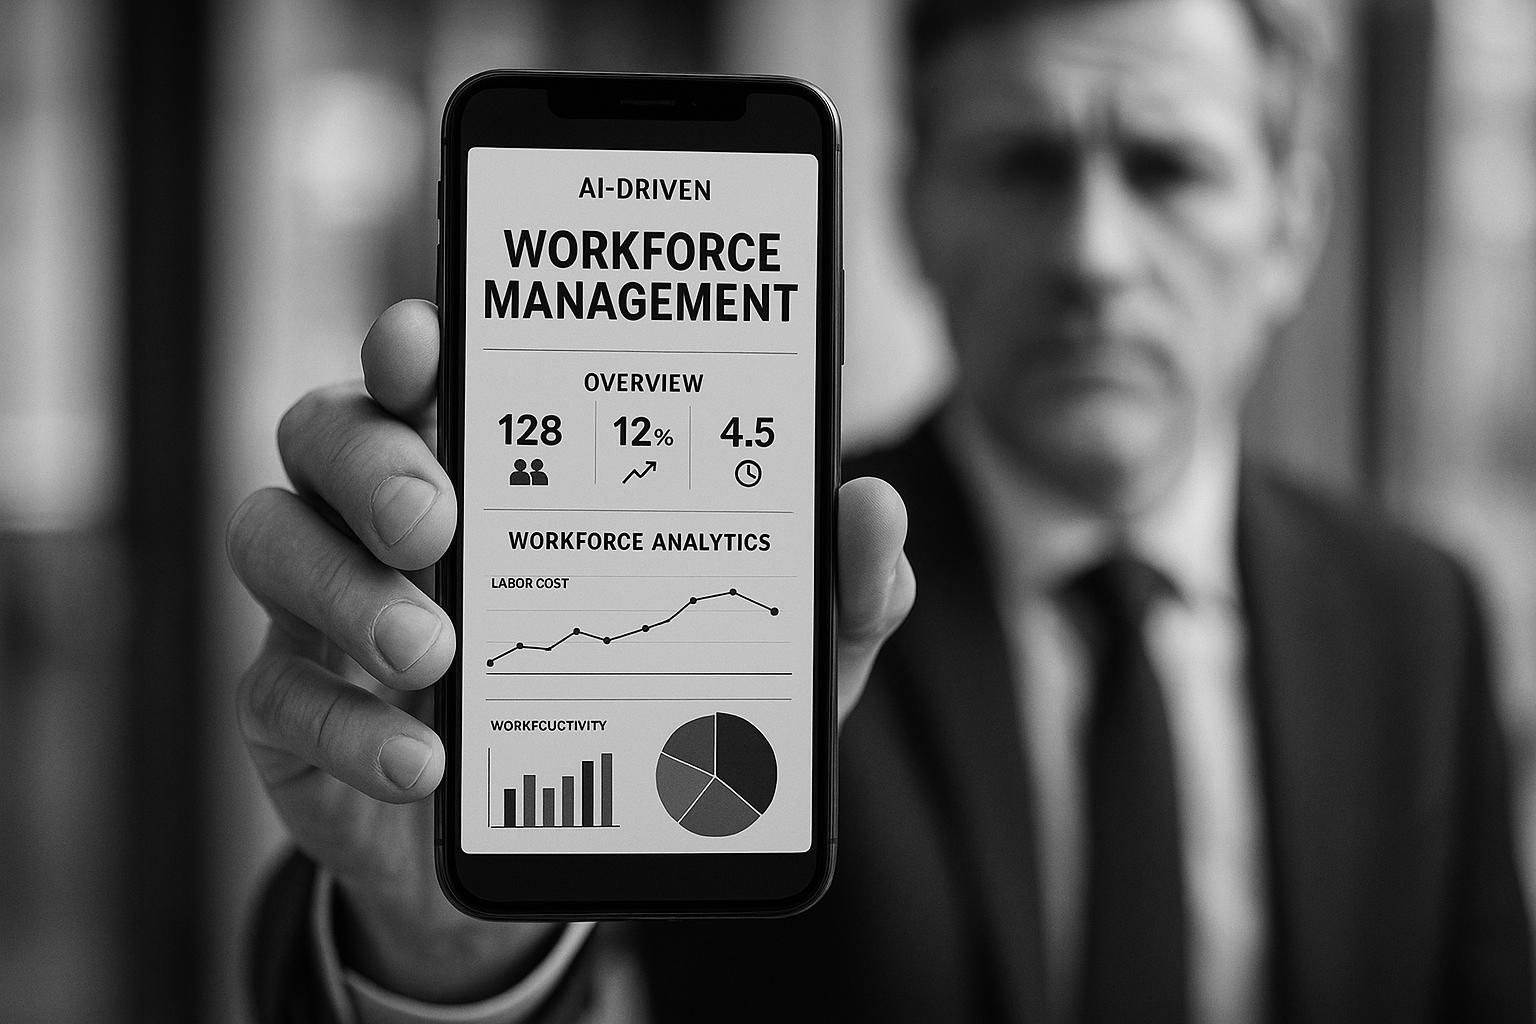 AI-DRIVEN
WORKFORCE
MANAGEMENT
OVERVIEW
128 12% 4.5
WORKFORCE ANALYTICS
LABOR COST
WORKFCUCTIVITY